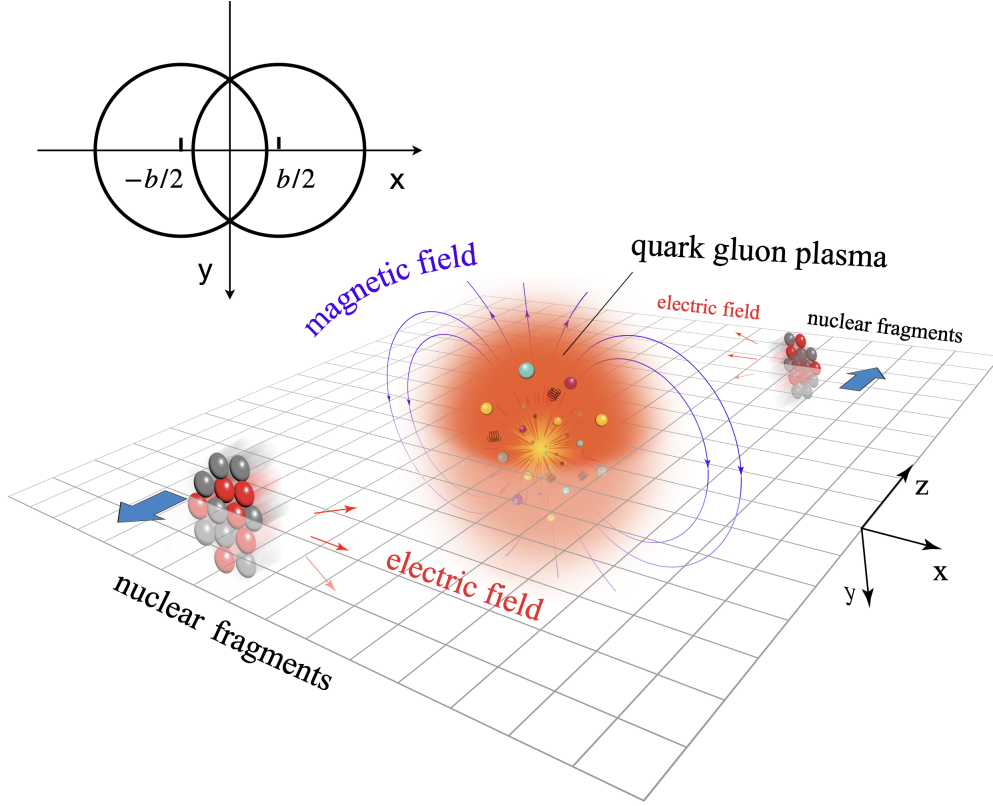 −b/2
b/2
x
y
magnetic field
quark gluon plasma
electric field
nuclear fragments
z
x
y
electric field
nuclear fragments